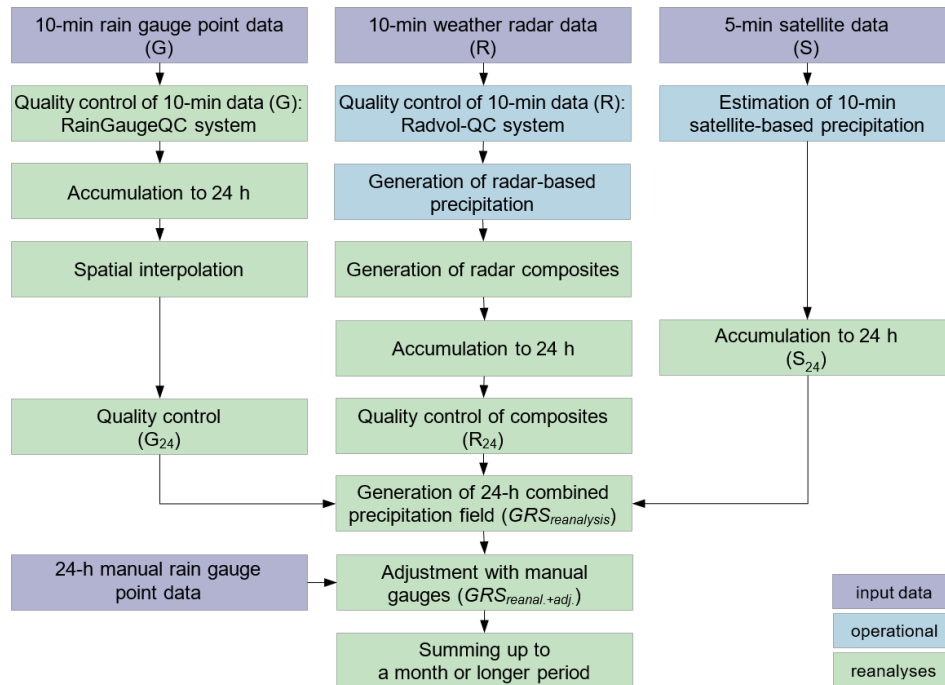 10-min rain gauge point data
(G)
10-min weather radar data
(R)
5-min satellite data
(S)
Quality control of 10-min data (G):
RainGaugeQC system
Quality control of 10-min data (R):
Radvol-QC system
Estimation of 10-min
satellite-based precipitation
Accumulation to 24 h
Generation of radar-based
precipitation
Spatial interpolation
Generation of radar composites
Accumulation to 24 h
Accumulation to 24 h
(S24)
Quality control
(G24)
Quality control of composites
(R24)
Generation of 24-h combined
precipitation field (GRSreanalysis)
24-h manual rain gauge
point data
Adjustment with manual
gauges (GRSreanal.+adj.)
Summing up to
a month or longer period
input data
operational
reanalyses